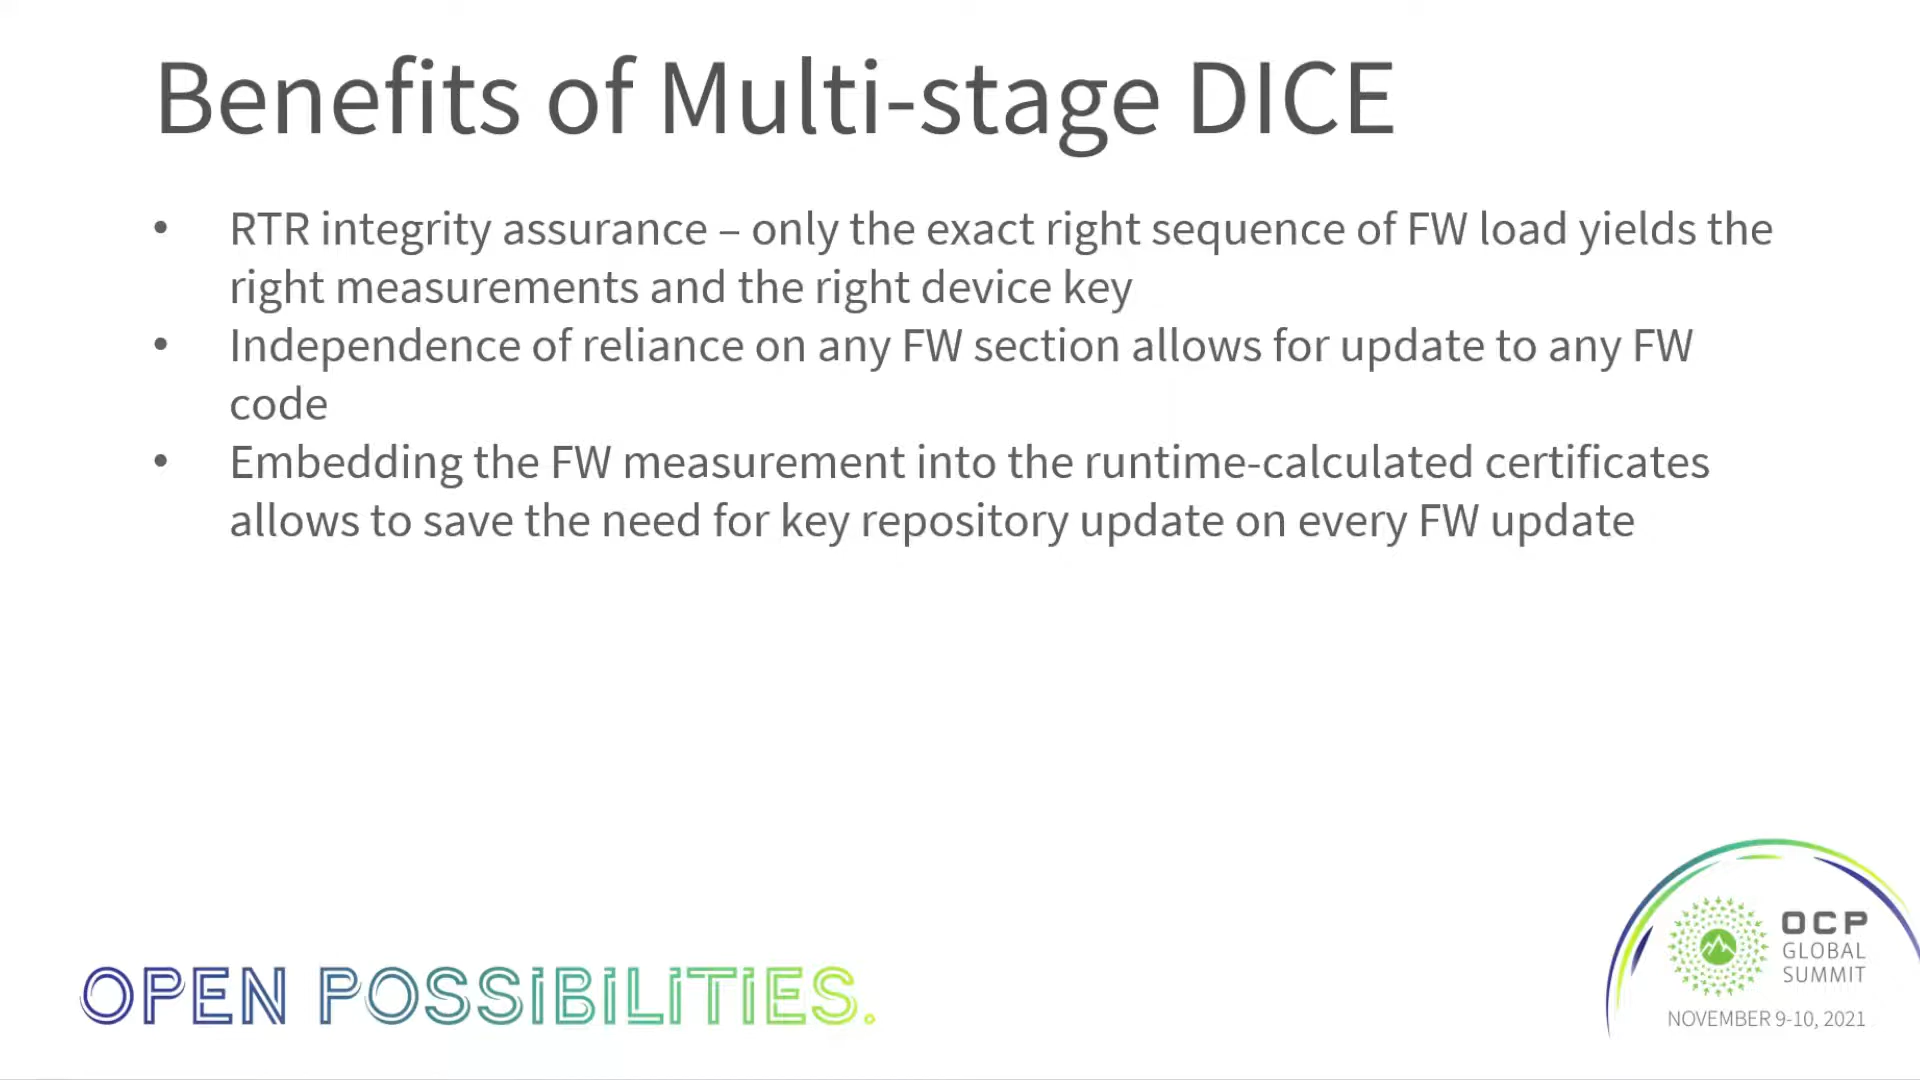 Benefits of Multi-stage DICE
• RTR integrity assurance – only the exact right sequence of FW load yields the
right measurements and the right device key
• Independence of reliance on any FW section allows for update to any FW
code
• Embedding the FW measurement into the runtime-calculated certificates
allows to save the need for key repository update on every FW update
OPEN POSSIBILITIES.
OCP
GLOBAL
SUMMIT
NOVEMBER 9-10, 2021